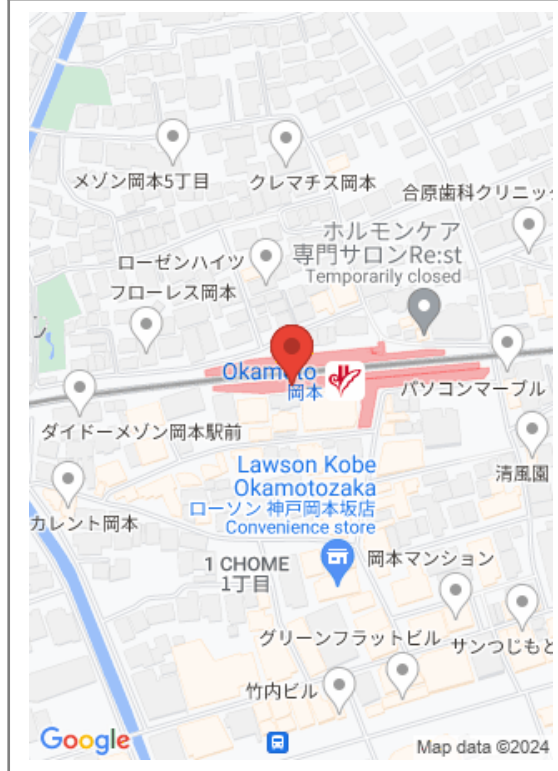 メゾン岡本5丁目
クレマチス岡本
合原歯科クリニック
ホルモンケア
専門サロンRe:st
Temporarily closed
ローゼンハイツ
フローレス岡本
Okamoto
岡本
パソコンマーブル
ダイドーメゾン岡本駅前
清風園
Lawson Kobe
Okamotozaka
ローソン 神戸岡本坂店
Convenience store
カレント岡本
1 CHOME
1丁目
岡本マンション
グリーンフラットビル
サンつじもと
竹内ビル
Google
Map data ©2024